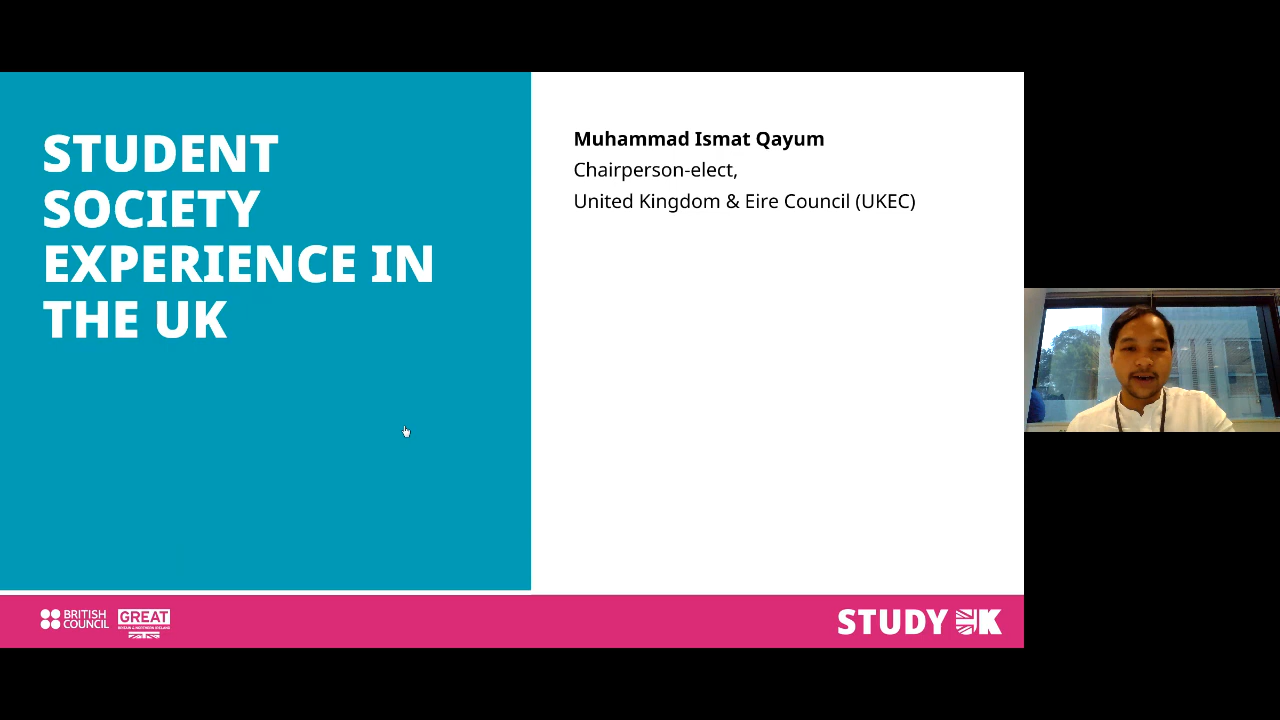 STUDENT
SOCIETY
EXPERIENCE IN
THE UK
Muhammad Ismat Qayum
Chairperson-elect,
United Kingdom & Eire Council (UKEC)
BRITISH
COUNCIL
GREAT
BRITAIN & NORTHERN IRELAND
STUDY UK